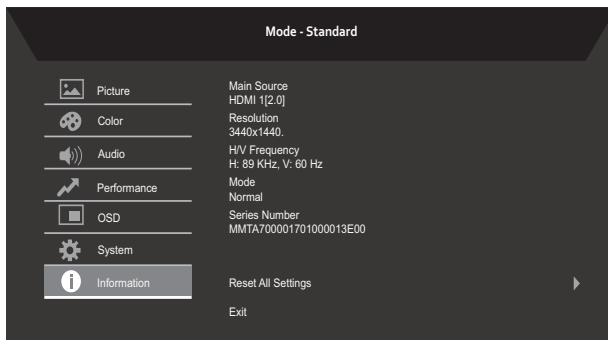 Mode - Standard
Picture
Color
Audio
Performance
OSD
System
Information
Main Source
HDMI 1[2.0]
Resolution
3440x1440.
H/V Frequency
H: 89 KHz, V: 60 Hz
Mode
Normal
Series Number
MMTA700001701000013E00
Reset All Settings
Exit